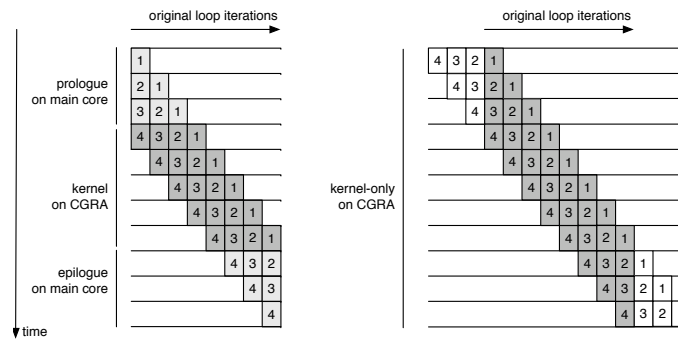 original loop iterations
prologue
on main core
kernel
on CGRA
epilogue
on main core
time
1
2 1
3 2 1
4 3 2 1
4 3 2 1
4 3 2 1
4 3 2 1
4 3 2 1
4 3 2
4 3
4
original loop iterations
kernel-only
on CGRA
4 3 2 1
4 3 2 1
4 3 2 1
4 3 2 1
4 3 2 1
4 3 2 1
4 3 2 1
4 3 2 1
4 3 2 1
4 3 2 1
4 3 2